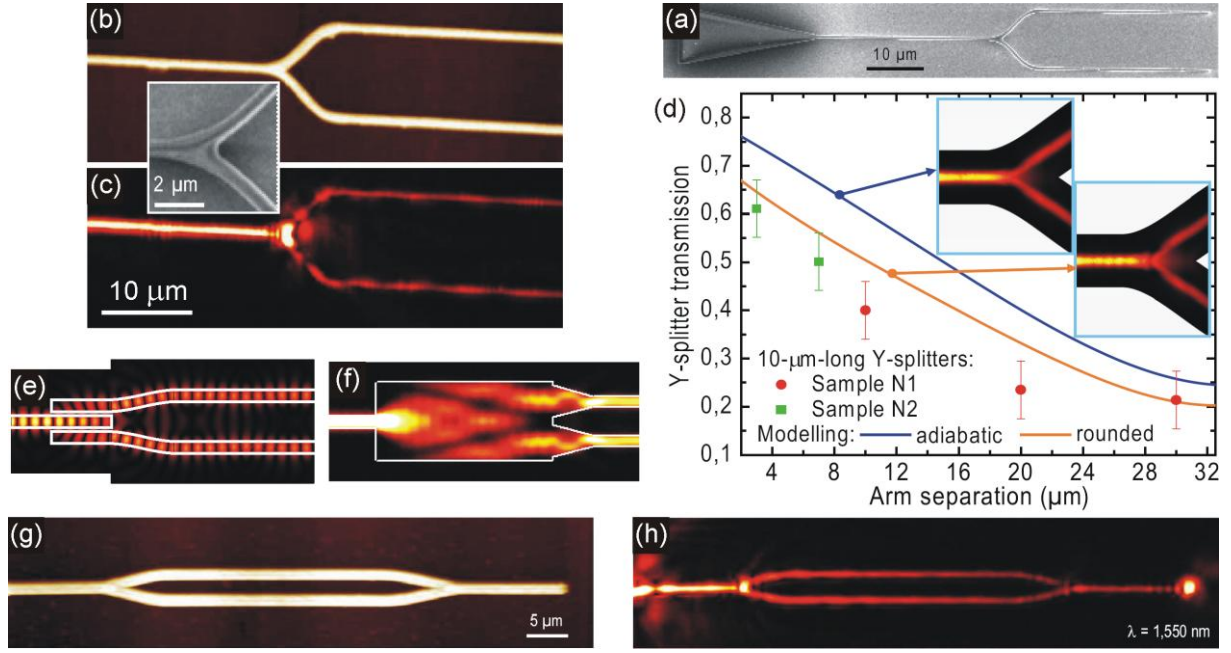 (b)
2 µm
(c)
10 µm
(a)
10 µm
(d)
0,8
0,7
0,6
0,5
0,4
0,3
0,2
0,1
Y-splitter transmission
10-µm-long Y-splitters:
Sample N1
Sample N2
Modelling: adiabatic rounded
4 8 12 16 20 24 28 32
Arm separation (µm)
(e)
(f)
(g)
5 µm
(h)
λ = 1,550 nm